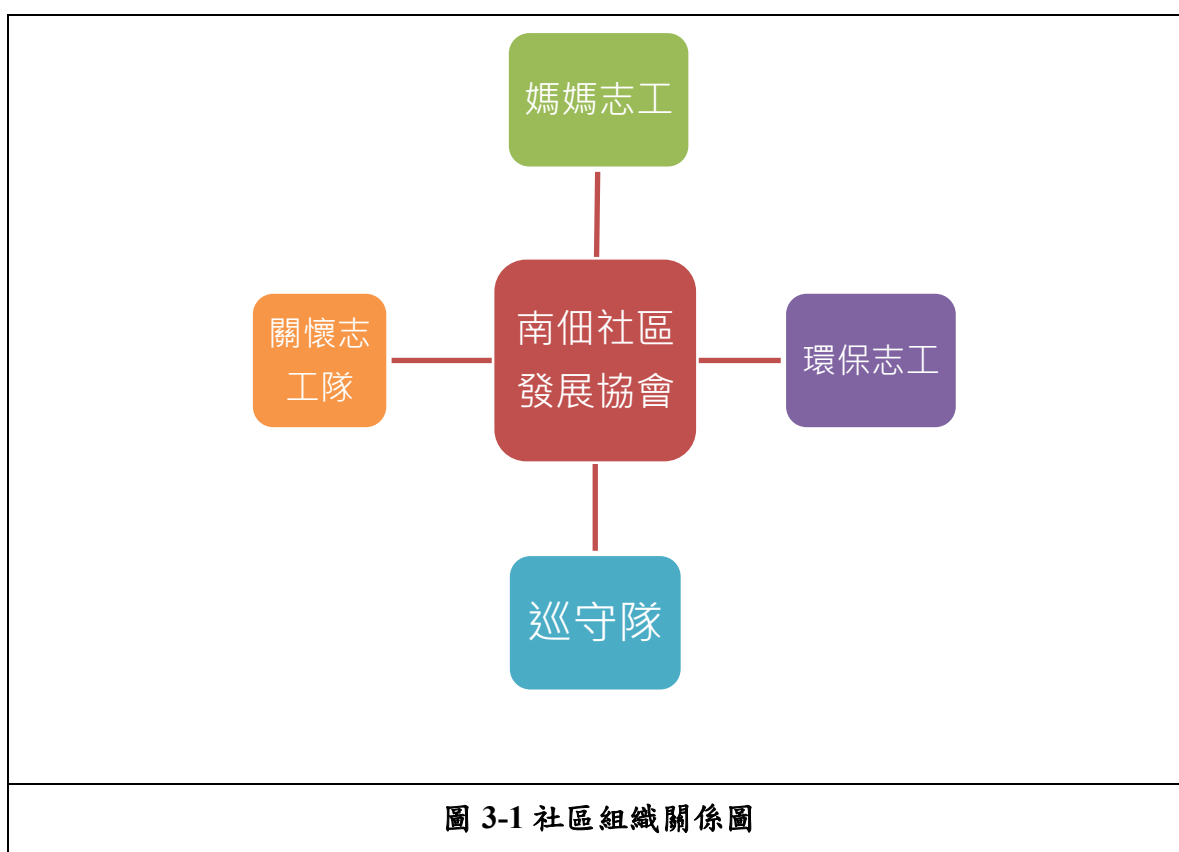 媽媽志工
關懷志
工隊
南佃社區
發展協會
環保志工
巡守隊
圖 3-1 社區組織關係圖